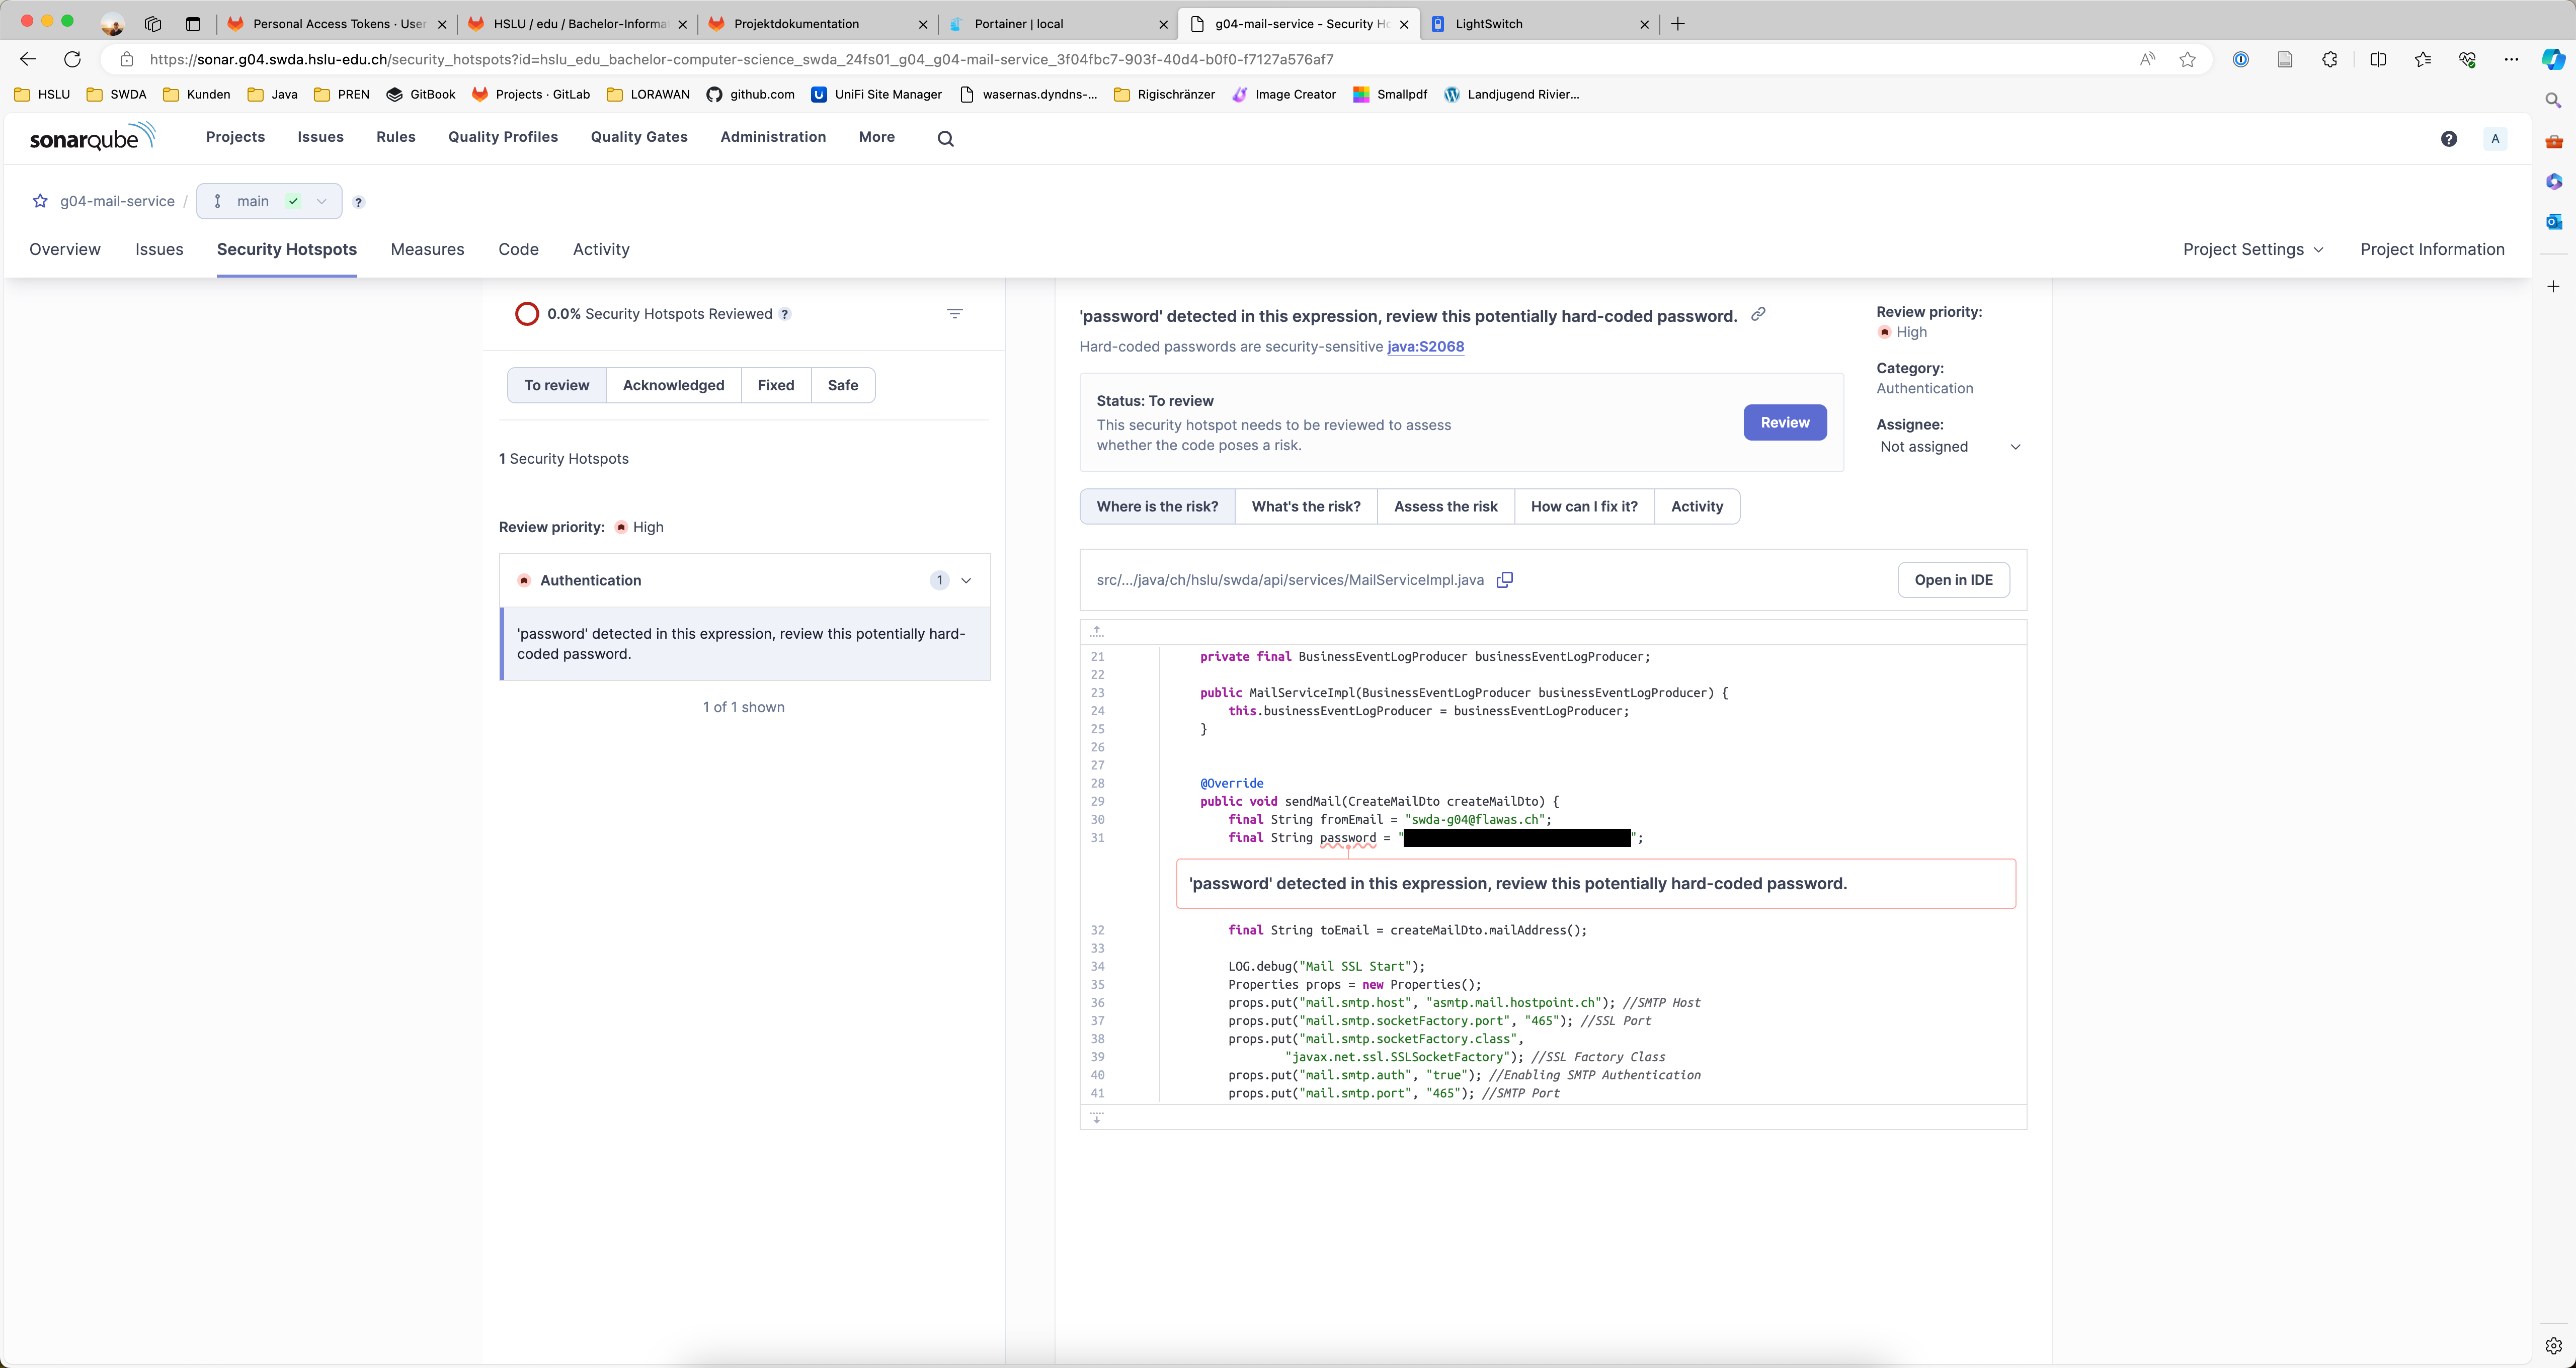 Personal Access Tokens · User
HSLU / edu / Bachelor-Informa
Projektdokumentation
Portainer | local
g04-mail-service - Security Ho
LightSwitch
https://sonar.g04.swda.hslu-edu.ch/security_hotspots?id=hslu_edu_bachelor-computer-science_swda_24fs01_g04_g04-mail-service_3f04fbc7-903f-40d4-b0f0-f7127a576af7
HSLU SWDA Kunden Java PREN GitBook Projects · GitLab LORAWAN github.com UniFi Site Manager wasernas.dyndns-... Rigischränzer Image Creator Smallpdf Landjugend Rivier...
sonarqube Projects Issues Rules Quality Profiles Quality Gates Administration More ? A
g04-mail-service / main ?
Overview Issues Security Hotspots Measures Code Activity Project Settings Project Information
0.0% Security Hotspots Reviewed ?
To review Acknowledged Fixed Safe
1 Security Hotspots
Review priority: High
Authentication 1
'password' detected in this expression, review this potentially hard-
coded password.
1 of 1 shown
'password' detected in this expression, review this potentially hard-coded password.
Hard-coded passwords are security-sensitive java:S2068
Status: To review
This security hotspot needs to be reviewed to assess
whether the code poses a risk.
Review
Review priority:
High
Category:
Authentication
Assignee:
Not assigned
Where is the risk? What's the risk? Assess the risk How can I fix it? Activity
src/.../java/ch/hslu/swda/api/services/MailServiceImpl.java Open in IDE
21 private final BusinessEventLogProducer businessEventLogProducer;
22
23 public MailServiceImpl(BusinessEventLogProducer businessEventLogProducer) {
24 this.businessEventLogProducer = businessEventLogProducer;
25 }
26
27
28 @Override
29 public void sendMail(CreateMailDto createMailDto) {
30 final String fromEmail = "swda-g04@flawas.ch";
31 final String password = "";
'password' detected in this expression, review this potentially hard-coded password.
32 final String toEmail = createMailDto.mailAddress();
33
34 LOG.debug("Mail SSL Start");
35 Properties props = new Properties();
36 props.put("mail.smtp.host", "asmtp.mail.hostpoint.ch"); //SMTP Host
37 props.put("mail.smtp.socketFactory.port", "465"); //SSL Port
38 props.put("mail.smtp.socketFactory.class",
39 "javax.net.ssl.SSLSocketFactory"); //SSL Factory Class
40 props.put("mail.smtp.auth", "true"); //Enabling SMTP Authentication
41 props.put("mail.smtp.port", "465"); //SMTP Port